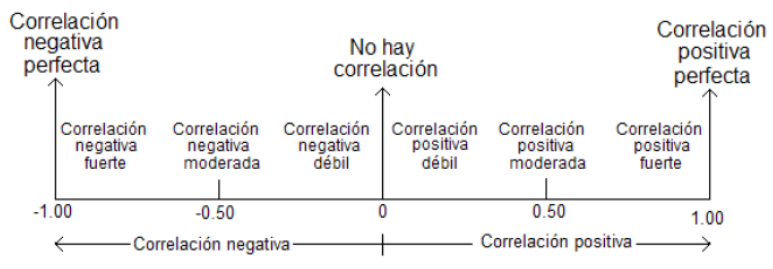 Correlación
negativa
perfecta
No hay
correlación
Correlación
positiva
perfecta
Correlación
negativa
fuerte
Correlación
negativa
moderada
Correlación
negativa
débil
Correlación
positiva
débil
Correlación
positiva
moderada
Correlación
positiva
fuerte
-1.00
-0.50
0
0.50
1.00
Correlación negativa
Correlación positiva